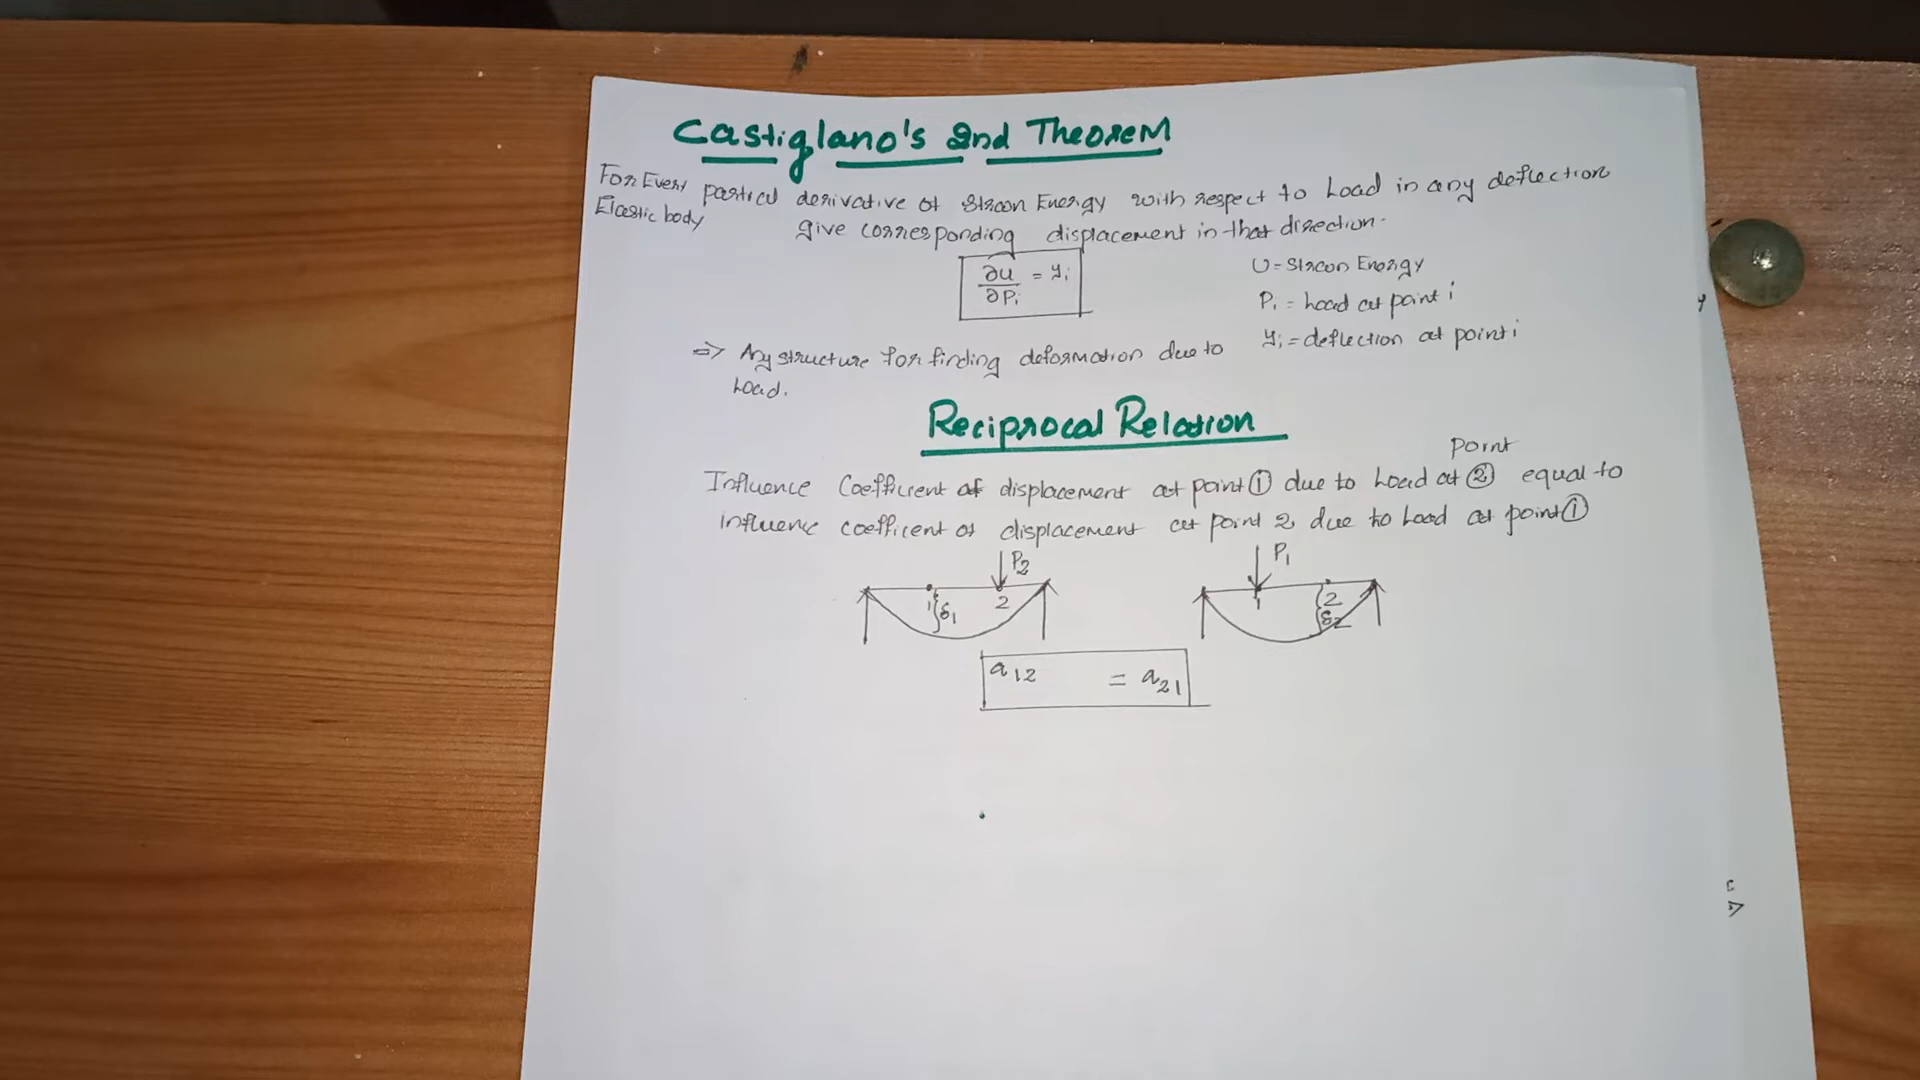 Castiglano's 2nd Theorem
For Every partical derivative of Strain Energy with respect to Load in any deflection
Elastic body give corresponding displacement in that direction.
∂u/∂Pi = yi
U = Strain Energy
Pi = Load at point i
yi = deflection at point i
⇒ Any structure for finding deformation due to
Load.
Reciprocal Relation
Point
Influence Coefficient of displacement at point ① due to Load at ② equal to
influence coefficent of displacement at point 2 due to Load at point ①
P2
1 δ1 2
P1
1 2
δ2
a12 = a21